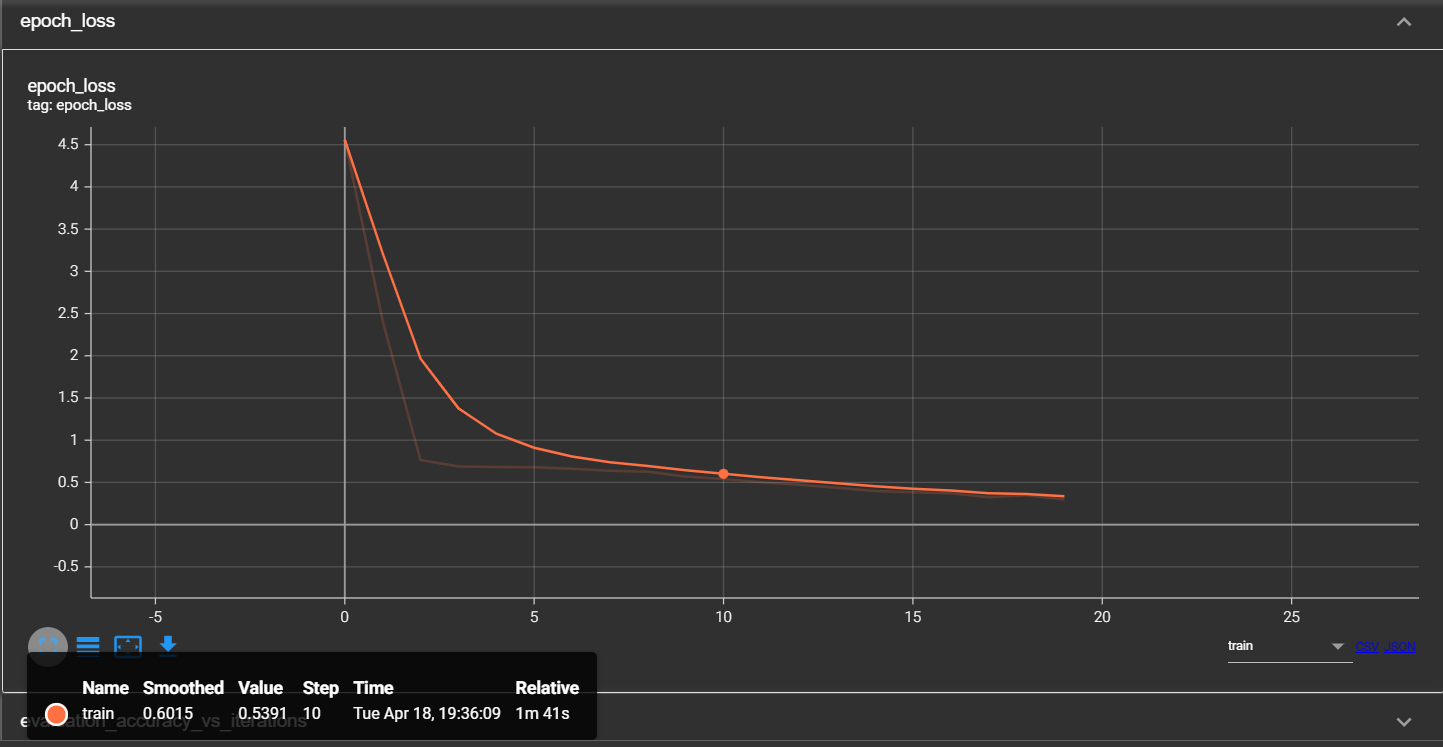 epoch_loss
epoch_loss
tag: epoch_loss
4.5
4
3.5
3
2.5
2
1.5
1
0.5
0
-0.5
-5 0 5 10 15 20 25
train CSV JSON
Name Smoothed Value Step Time Relative
train 0.6015 0.5391 10 Tue Apr 18, 19:36:09 1m 41s
evaluation_accuracy_vs_iterations